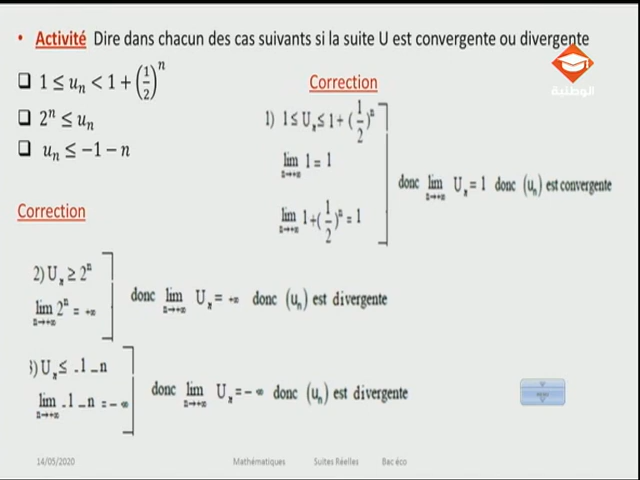 • Activité Dire dans chacun des cas suivants si la suite U est convergente ou divergente
❑ 1 ≤ uₙ < 1 + (1/2)ⁿ
❑ 2ⁿ ≤ uₙ
❑ uₙ ≤ −1 − n
الوطنية
Correction
1) 1 ≤ Uₙ ≤ 1 + (1/2)ⁿ
lim 1 = 1
n→+∞
lim 1 + (1/2)ⁿ = 1
n→+∞
donc lim Uₙ = 1 donc (uₙ) est convergente
n→+∞
Correction
2) Uₙ ≥ 2ⁿ
lim 2ⁿ = +∞
n→+∞
donc lim Uₙ = +∞ donc (uₙ) est divergente
n→+∞
3) Uₙ ≤ .1 _ n
lim .1 _ n = − ∞
n→+∞
donc lim Uₙ = − ∞ donc (uₙ) est divergente
n→+∞
14/05/2020 Mathématiques Suites Réelles Bac éco